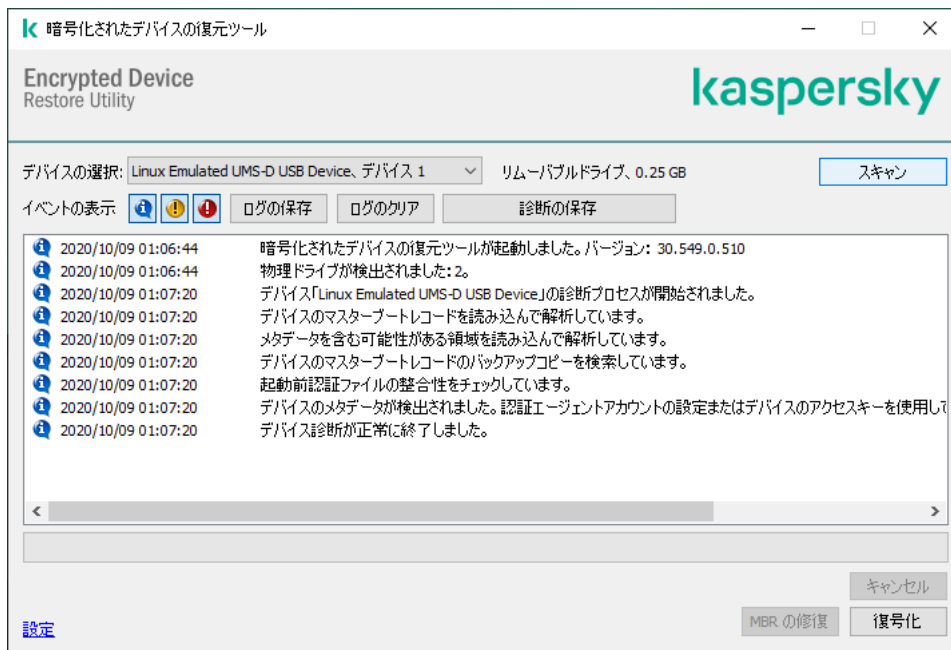 暗号化されたデバイスの復元ツール
Encrypted Device
Restore Utility
kaspersky
デバイスの選択: Linux Emulated UMS-D USB Device、デバイス 1 リムーバブルドライブ、0.25 GB スキャン
イベントの表示 ログの保存 ログのクリア 診断の保存
2020/10/09 01:06:44 暗号化されたデバイスの復元ツールが起動しました。バージョン: 30.549.0.510
2020/10/09 01:06:44 物理ドライブが検出されました: 2。
2020/10/09 01:07:20 デバイス「Linux Emulated UMS-D USB Device」の診断プロセスが開始されました。
2020/10/09 01:07:20 デバイスのマスターブートレコードを読み込んで解析しています。
2020/10/09 01:07:20 メタデータを含む可能性がある領域を読み込んで解析しています。
2020/10/09 01:07:20 デバイスのマスターブートレコードのバックアップコピーを検索しています。
2020/10/09 01:07:20 起動前認証ファイルの整合性をチェックしています。
2020/10/09 01:07:20 デバイスのメタデータが検出されました。認証エージェントアカウントの設定またはデバイスのアクセスキーを使用して
2020/10/09 01:07:20 デバイス診断が正常に終了しました。
キャンセル
設定 MBR の修復 復号化